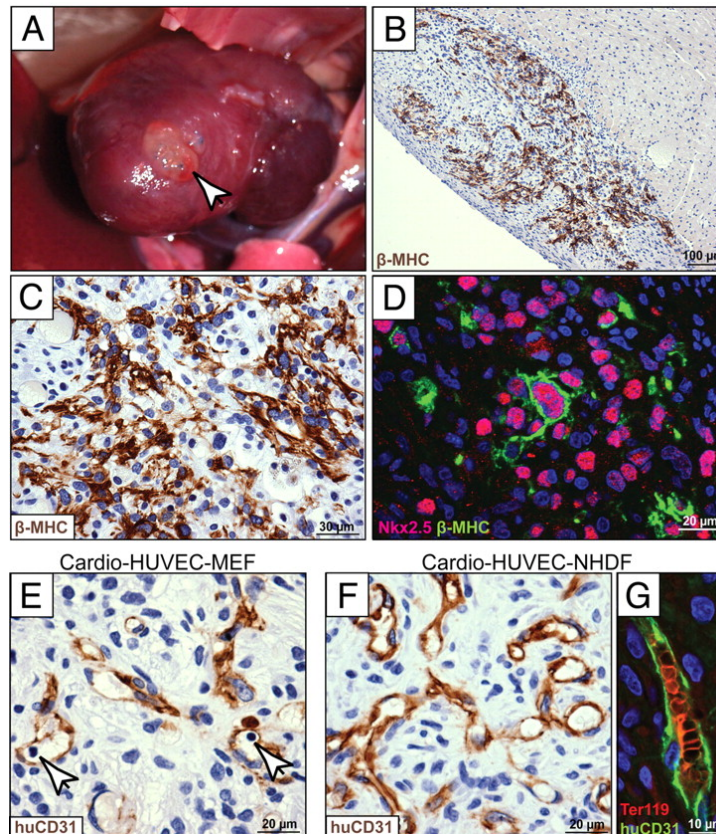 A
B
β-MHC
100 µm
C
D
β-MHC
30 µm
Nkx2.5 β-MHC
20 µm
Cardio-HUVEC-MEF
Cardio-HUVEC-NHDF
E
F
G
huCD31
20 µm
huCD31
20 µm
Ter119
huCD31
10 µm